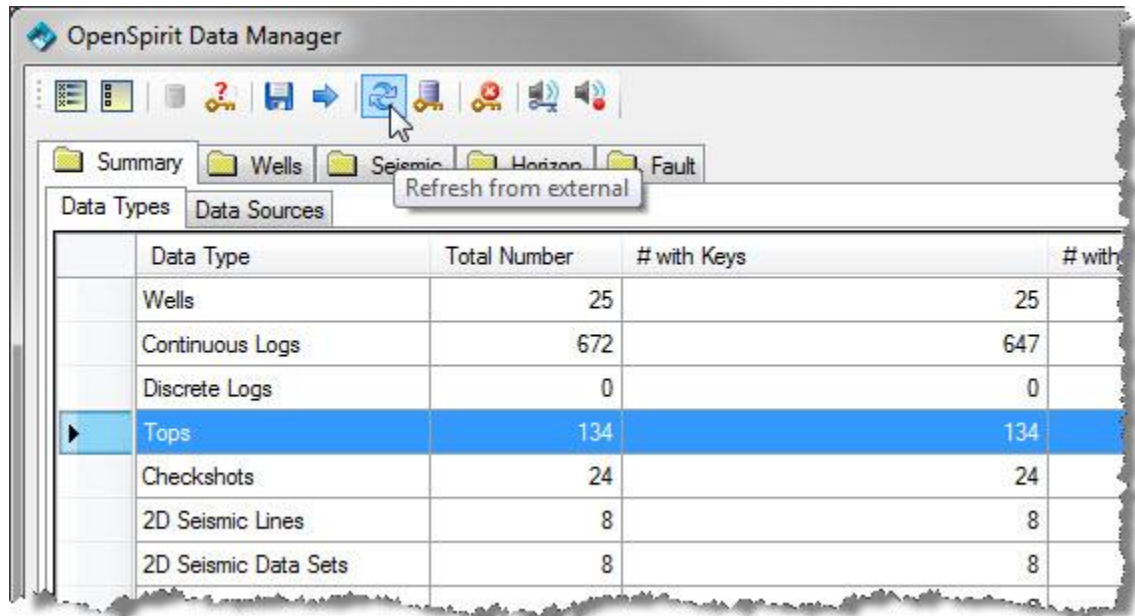 OpenSpirit Data Manager
Summary Wells Seismic Horizon Fault
Refresh from external
Data Types Data Sources
Data Type Total Number # with Keys # with
Wells 25 25
Continuous Logs 672 647
Discrete Logs 0 0
Tops 134 134
Checkshots 24 24
2D Seismic Lines 8 8
2D Seismic Data Sets 8 8